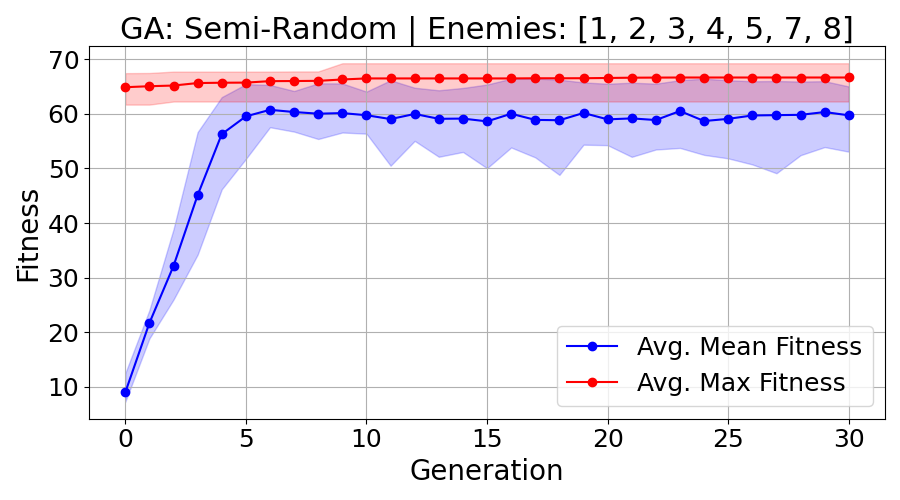 GA: Semi-Random | Enemies: [1, 2, 3, 4, 5, 7, 8]
70
60
50
40
30
20
10
Fitness
Avg. Mean Fitness
Avg. Max Fitness
0 5 10 15 20 25 30
Generation